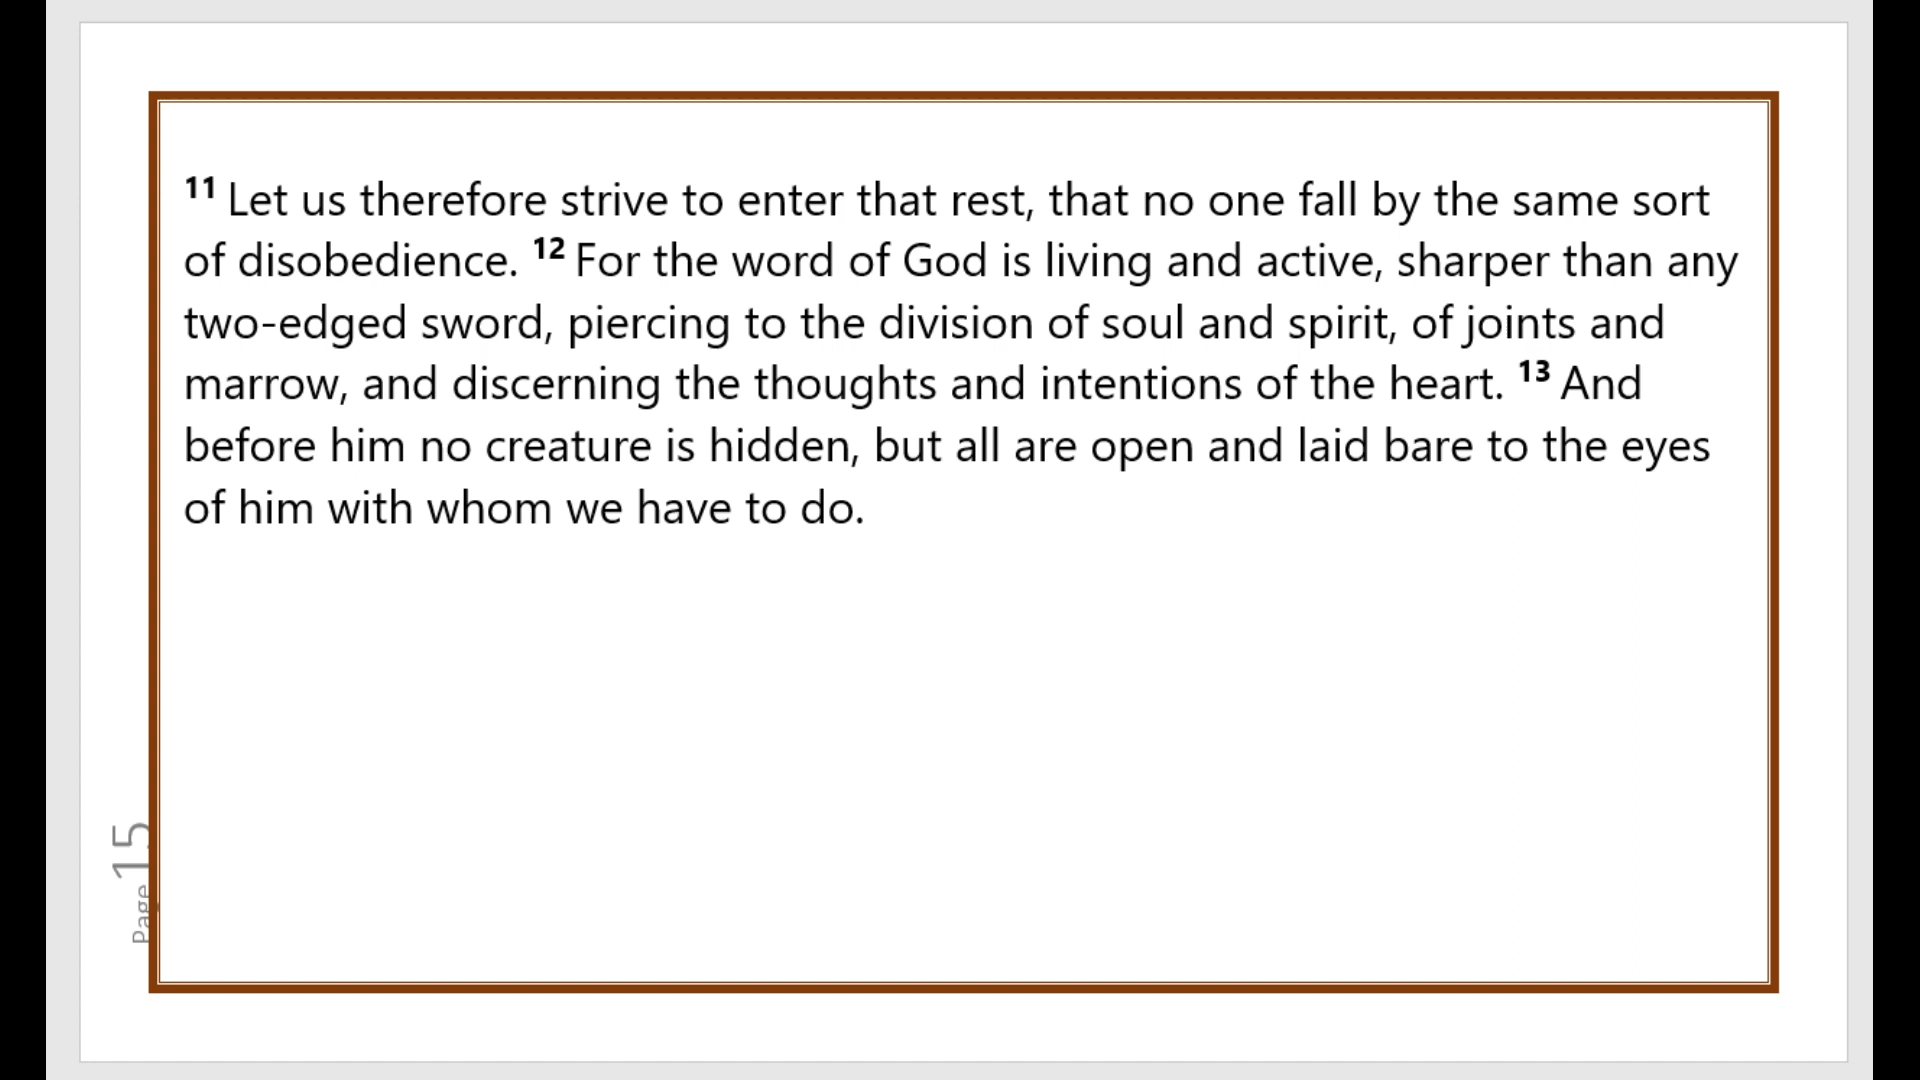 11 Let us therefore strive to enter that rest, that no one fall by the same sort
of disobedience. 12 For the word of God is living and active, sharper than any
two-edged sword, piercing to the division of soul and spirit, of joints and
marrow, and discerning the thoughts and intentions of the heart. 13 And
before him no creature is hidden, but all are open and laid bare to the eyes
of him with whom we have to do.
Page 15